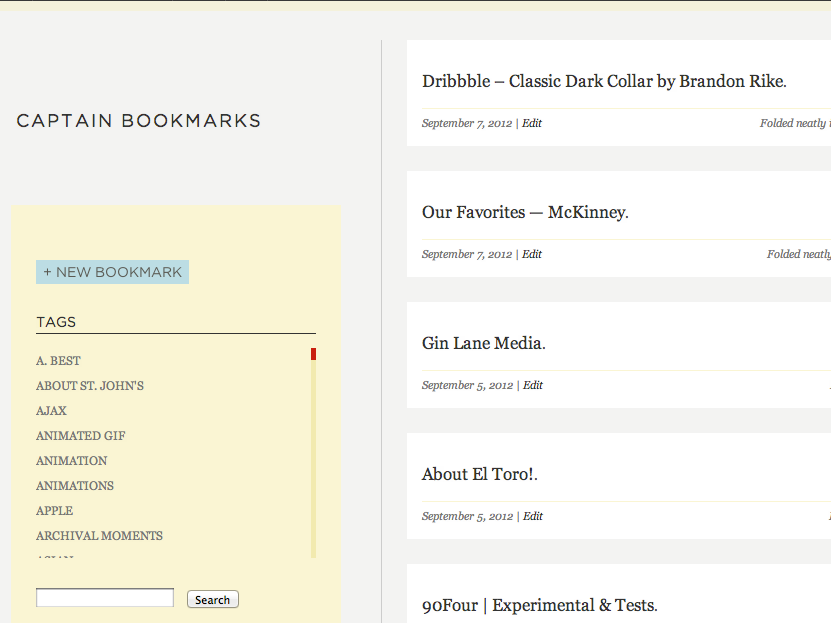 CAPTAIN BOOKMARKS
+ NEW BOOKMARK
TAGS
A. BEST
ABOUT ST. JOHN'S
AJAX
ANIMATED GIF
ANIMATION
ANIMATIONS
APPLE
ARCHIVAL MOMENTS
Search
Dribbble – Classic Dark Collar by Brandon Rike.
September 7, 2012 | Edit
Folded neatly
Our Favorites — McKinney.
September 7, 2012 | Edit
Folded neatly
Gin Lane Media.
September 5, 2012 | Edit
About El Toro!.
September 5, 2012 | Edit
90Four | Experimental & Tests.